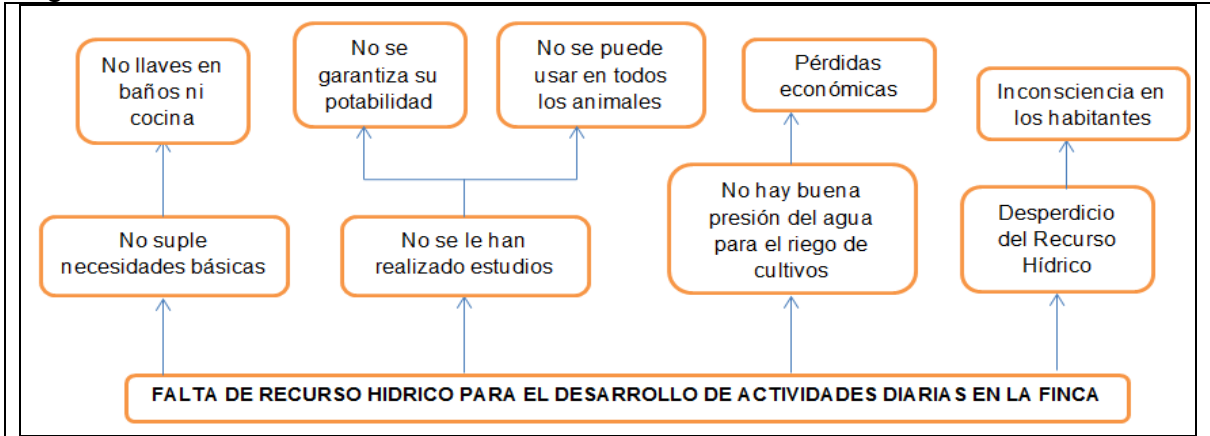 No llaves en
baños ni
cocina
No se
garantiza su
potabilidad
No se puede
usar en todos
los animales
Pérdidas
económicas
Inconsciencia en
los habitantes
No suple
necesidades básicas
No se le han
realizado estudios
No hay buena
presión del agua
para el riego de
cultivos
Desperdicio
del Recurso
Hídrico
FALTA DE RECURSO HIDRICO PARA EL DESARROLLO DE ACTIVIDADES DIARIAS EN LA FINCA